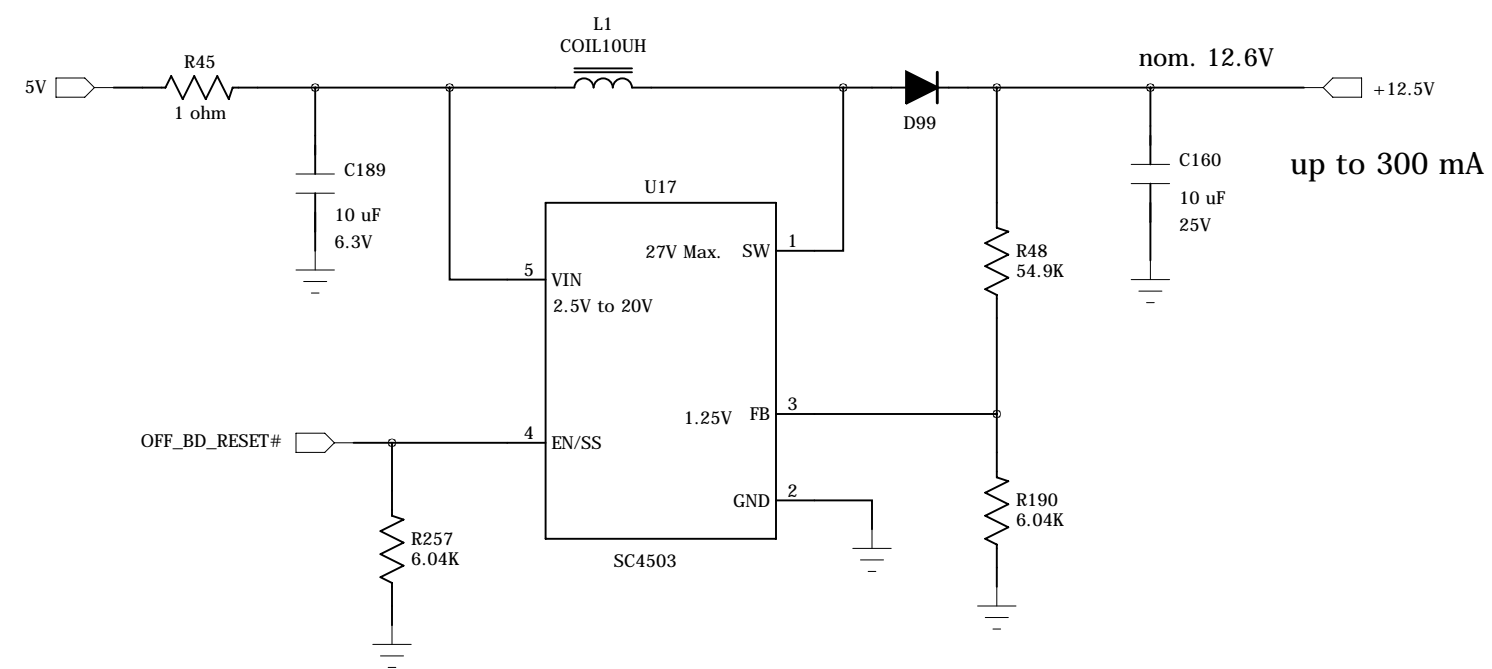 L1
COIL10UH
R45
nom. 12.6V
5V
+12.5V
1 ohm
D99
C189
C160
up to 300 mA
U17
10 uF
10 uF
6.3V
25V
27V Max.
SW
1
R48
54.9K
5
VIN
2.5V to 20V
1.25V
FB
3
OFF_BD_RESET#
4
EN/SS
GND
2
R190
6.04K
R257
6.04K
SC4503